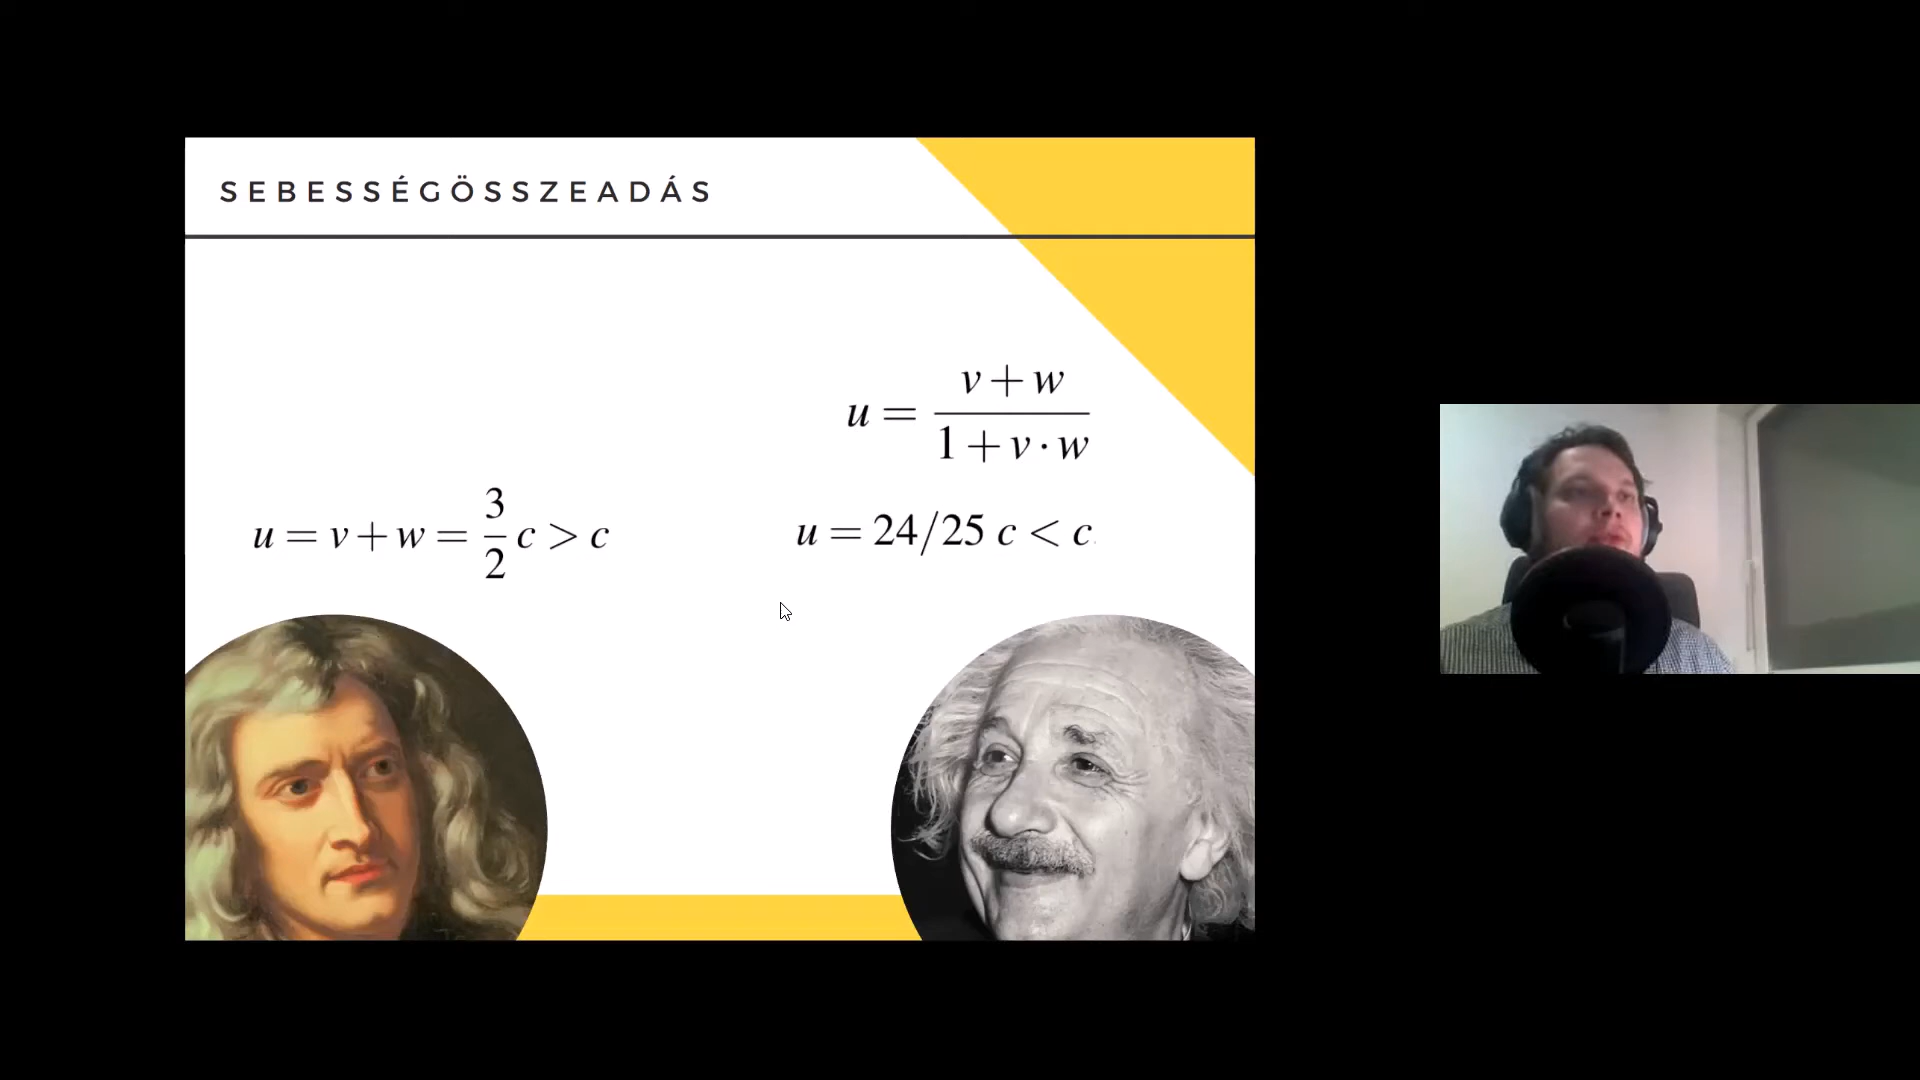 SEBESSÉGÖSSZEADÁS
u = v + w = 3/2 c > c
u = (v + w)/(1 + v · w)
u = 24/25 c < c